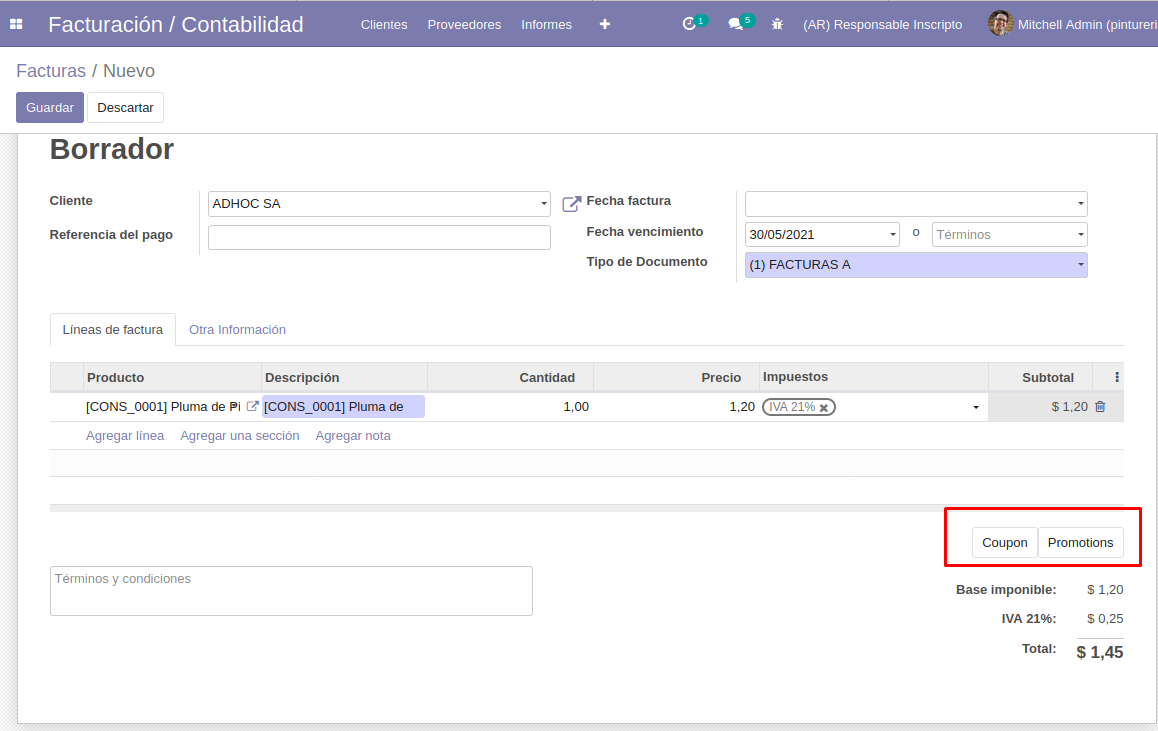 Facturación / Contabilidad Clientes Proveedores Informes 1 5 (AR) Responsable Inscripto Mitchell Admin (pintureri
Facturas / Nuevo
Guardar Descartar
Borrador
Cliente ADHOC SA Fecha factura
Referencia del pago Fecha vencimiento 30/05/2021 o Términos
Tipo de Documento (1) FACTURAS A
Líneas de factura Otra Información
Producto Descripción Cantidad Precio Impuestos Subtotal
[CONS_0001] Pluma de Pi [CONS_0001] Pluma de 1,00 1,20 IVA 21% $ 1,20
Agregar línea Agregar una sección Agregar nota
Coupon Promotions
Términos y condiciones
Base imponible: $ 1,20
IVA 21%: $ 0,25
Total: $ 1,45